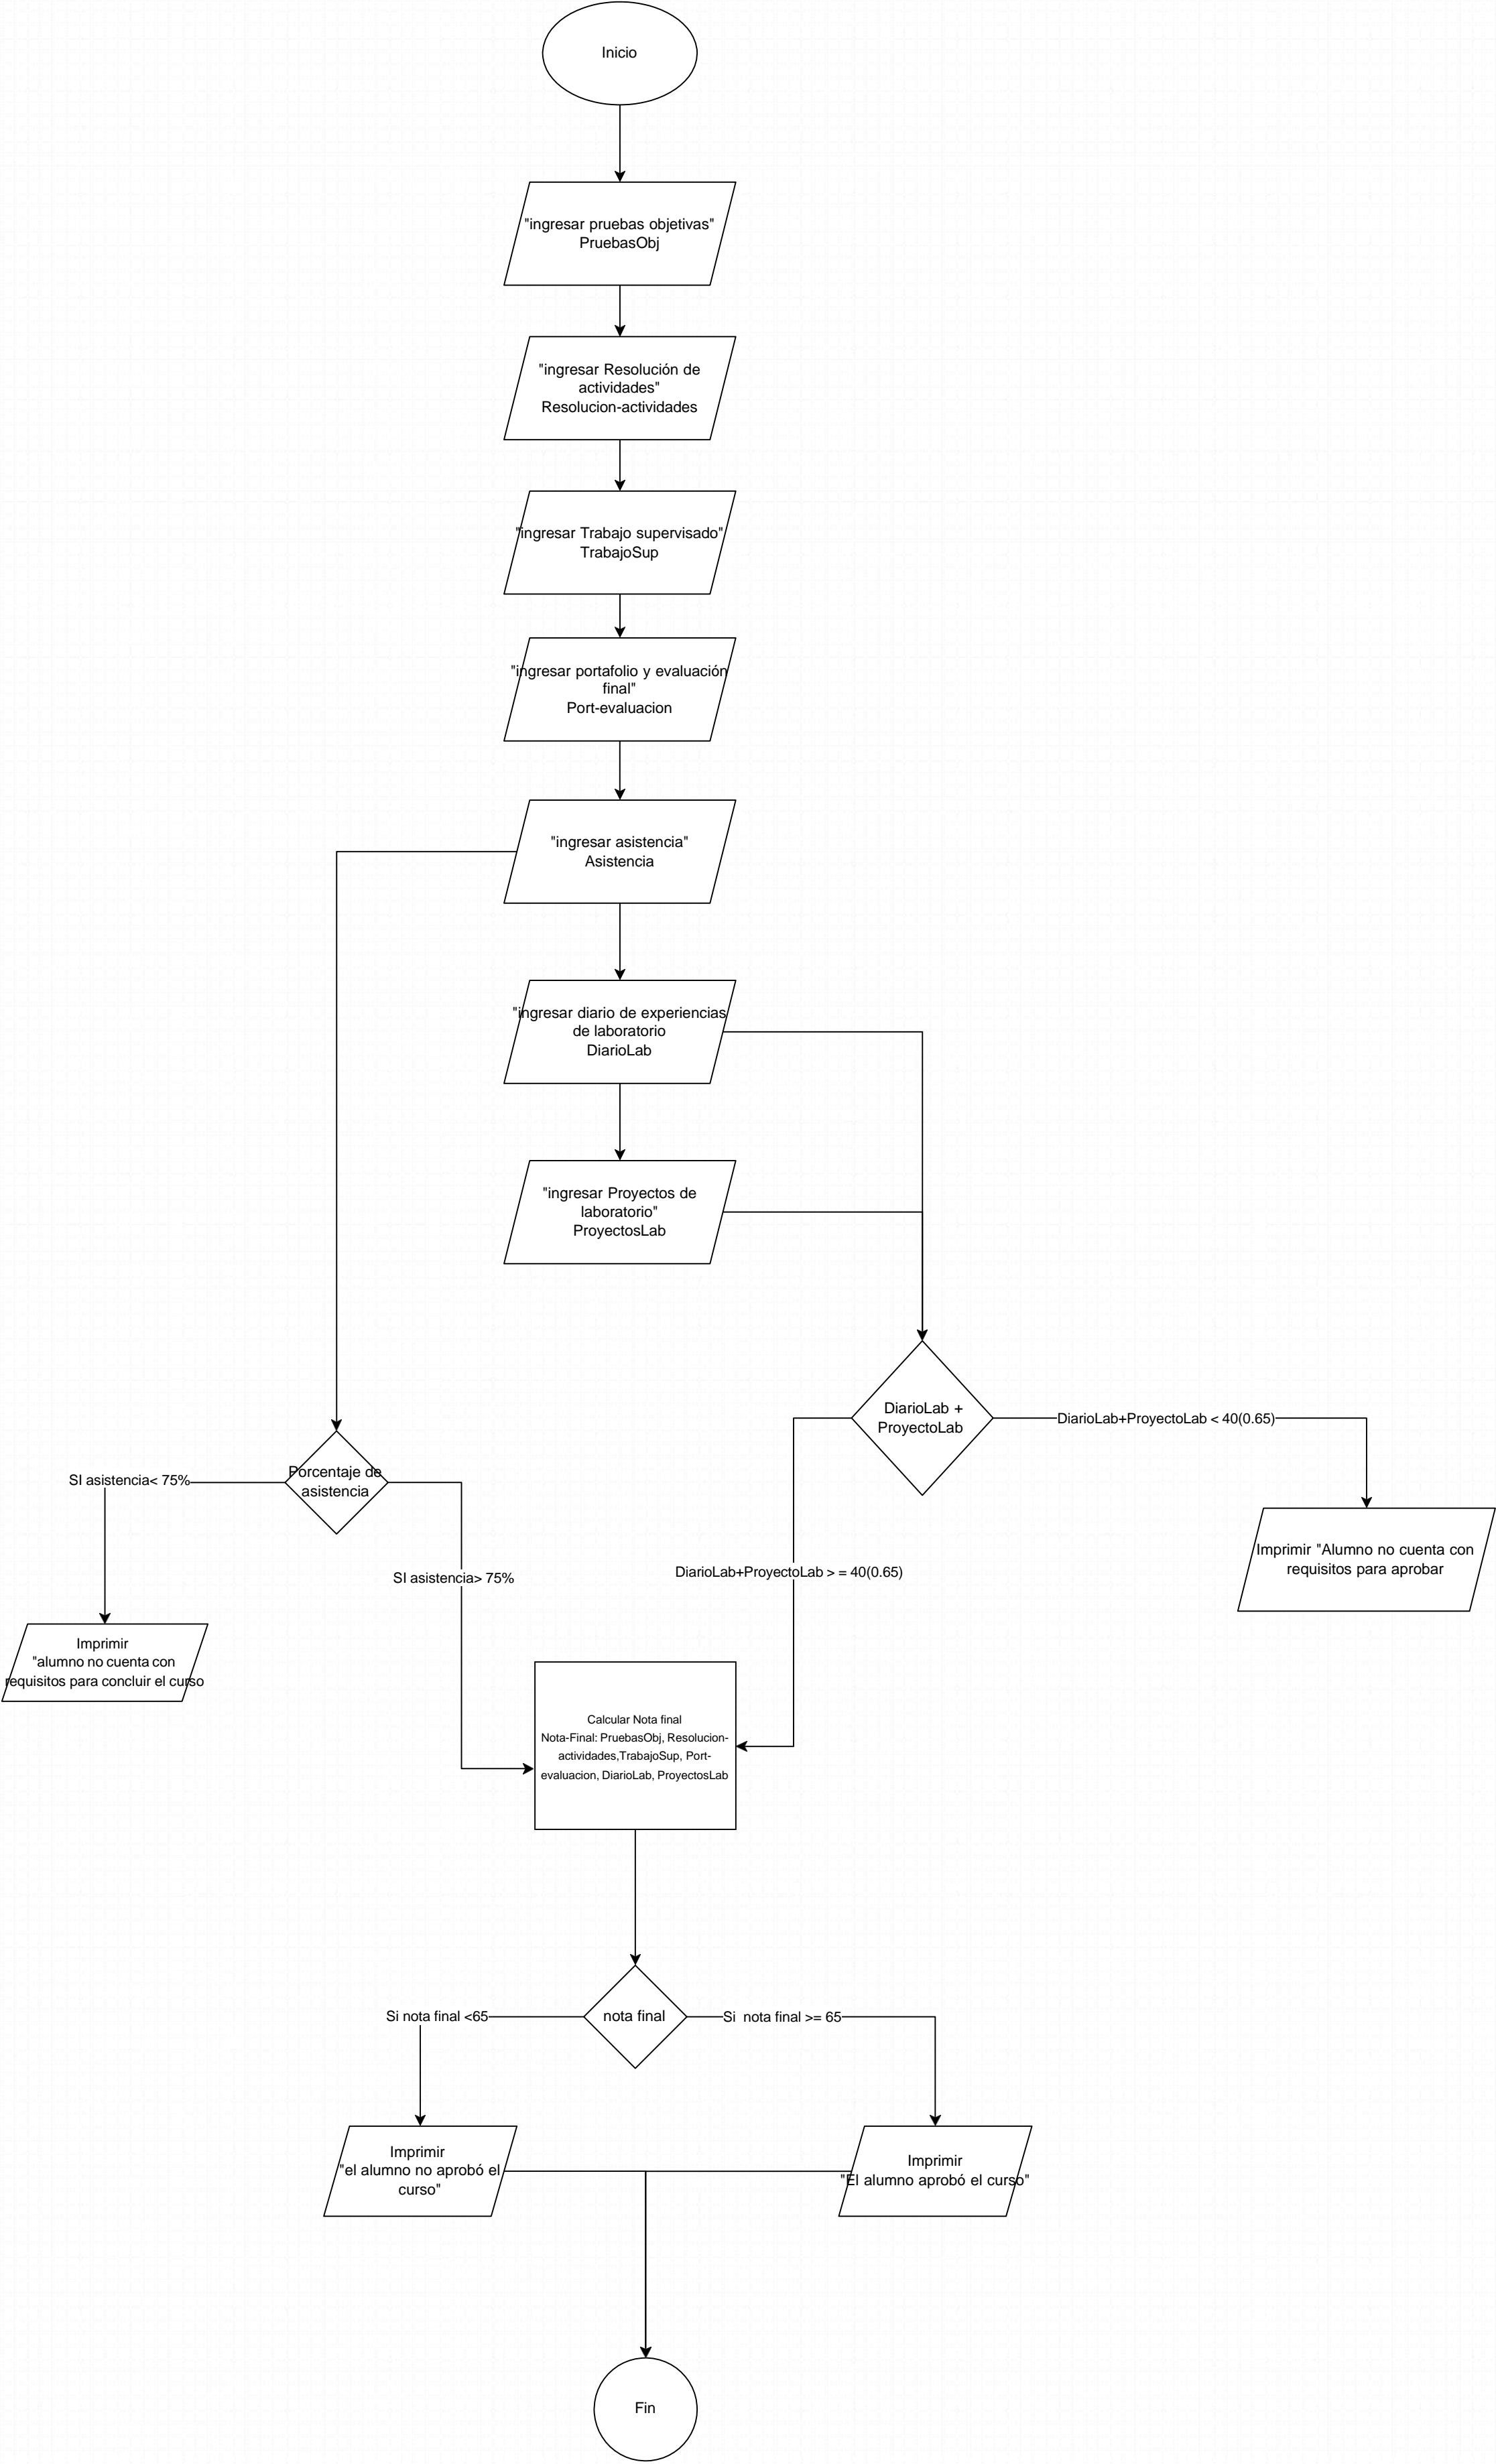 Inicio
"ingresar pruebas objetivas"
PruebasObj
"ingresar Resolución de
actividades"
Resolucion-actividades
"ingresar Trabajo supervisado"
TrabajoSup
"ingresar portafolio y evaluación
final"
Port-evaluacion
"ingresar asistencia"
Asistencia
"ingresar diario de experiencias
de laboratorio
DiarioLab
"ingresar Proyectos de
laboratorio"
ProyectosLab
DiarioLab +
ProyectoLab
DiarioLab+ProyectoLab < 40(0.65)
Porcentaje de
asistencia
SI asistencia< 75%
Imprimir "Alumno no cuenta con
requisitos para aprobar
SI asistencia> 75%
DiarioLab+ProyectoLab > = 40(0.65)
Imprimir
"alumno no cuenta con
requisitos para concluir el curso
Calcular Nota final
Nota-Final: PruebasObj, Resolucion-
actividades,TrabajoSup, Port-
evaluacion, DiarioLab, ProyectosLab
Si nota final <65
nota final
Si  nota final >= 65
Imprimir
"el alumno no aprobó el
curso"
Imprimir
"El alumno aprobó el curso"
Fin